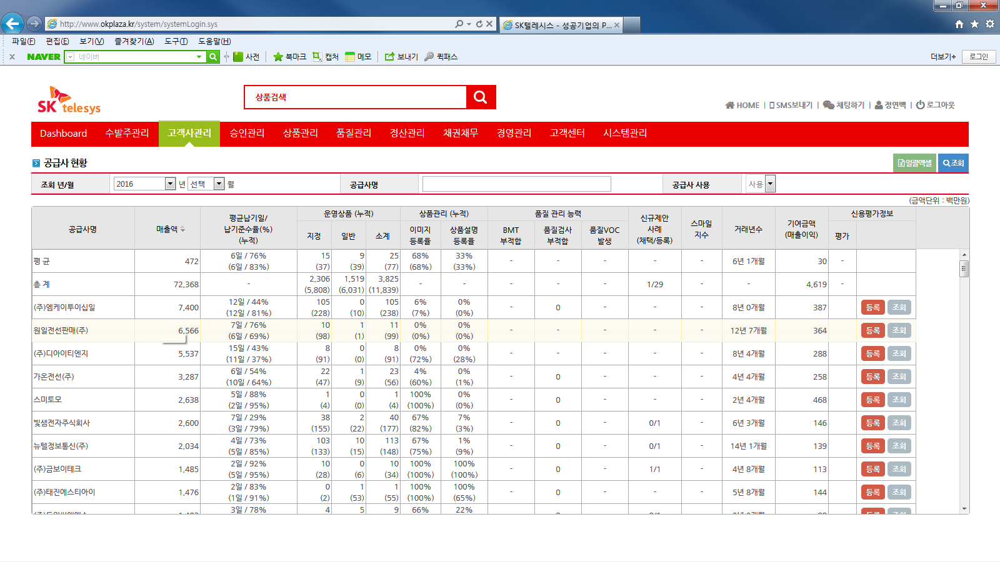 http://www.okplaza.kr/system/systemLogin.sys
SK텔레시스 - 성공기업의 P...
파일(F) 편집(E) 보기(V) 즐겨찾기(A) 도구(T) 도움말(H)
NAVER 네이버 사전 북마크 캡처 메모 보내기 퀵패스 더보기+ 로그인
SK telesys
상품검색
HOME | SMS보내기 | 채팅하기 | 정연백 | 로그아웃
Dashboard 수발주관리 고객사관리 승인관리 상품관리 품질관리 정산관리 채권채무 경영관리 고객센터 시스템관리
공급사 현황 일괄엑셀 조회
조회 년/월 2016 년 선택 월 공급사명 공급사 사용 사용
(금액단위 : 백만원)
공급사명 매출액 평균납기일/ 납기준수율(%) (누적) 운영상품 (누적) 상품관리 (누적) 품질 관리 능력 신규제안 사례 (채택/등록) 스마일 지수 거래년수 기여금액 (매출이익) 신용평가정보
지정 일반 소계 이미지 등록율 상품설명 등록율 BMT 부적합 품질검사 부적합 품질VOC 발생 평가
평 균 472 6일 / 76% 15 9 25 68% 33% - - - - - 6년 1개월 30 -
(6일 / 83%) (37) (39) (77) (68%) (33%)
총 계 72,368 - 2,306 1,519 3,825 - - - - - 1/29 - - 4,619 -
(5,808) (6,031) (11,839)
(주)엠케이투이십일 7,400 12일 / 44% 105 0 105 6% 0% - 0 - - - 8년 0개월 387 등록 조회
(12일 / 81%) (228) (10) (238) (7%) (0%)
원일전선판매(주) 6,566 7일 / 76% 10 1 11 0% 0% - - - - - 12년 7개월 364 등록 조회
(6일 / 69%) (98) (1) (99) (0%) (0%)
(주)디아이티엔지 5,537 15일 / 43% 8 0 8 0% 0% - - - - - 8년 4개월 288 등록 조회
(11일 / 37%) (91) (0) (91) (72%) (28%)
가온전선(주) 3,287 6일 / 54% 22 1 23 4% 0% - 0 - - - 4년 4개월 258 등록 조회
(10일 / 64%) (47) (9) (56) (60%) (1%)
스미토모 2,638 5일 / 88% 1 0 1 100% 0% - 0 - - - 2년 4개월 468 등록 조회
(2일 / 95%) (4) (0) (4) (100%) (0%)
빛샘전자주식회사 2,600 7일 / 29% 38 2 40 67% 7% - 0 - 0/1 - 6년 3개월 146 등록 조회
(3일 / 79%) (155) (22) (177) (82%) (3%)
뉴텔정보통신(주) 2,034 4일 / 73% 103 10 113 67% 1% - 0 - 0/1 - 14년 1개월 139 등록 조회
(5일 / 85%) (133) (15) (148) (75%) (9%)
(주)금보이테크 1,485 2일 / 92% 10 0 10 100% 100% - 0 - 1/1 - 4년 8개월 113 등록 조회
(5일 / 95%) (28) (6) (34) (100%) (100%)
(주)태진에스티아이 1,476 2일 / 83% 0 1 1 100% 100% - 0 - - - 5년 8개월 144 등록 조회
(1일 / 91%) (2) (53) (55) (100%) (65%)
3일 / 78% 4 5 9 66% 22%